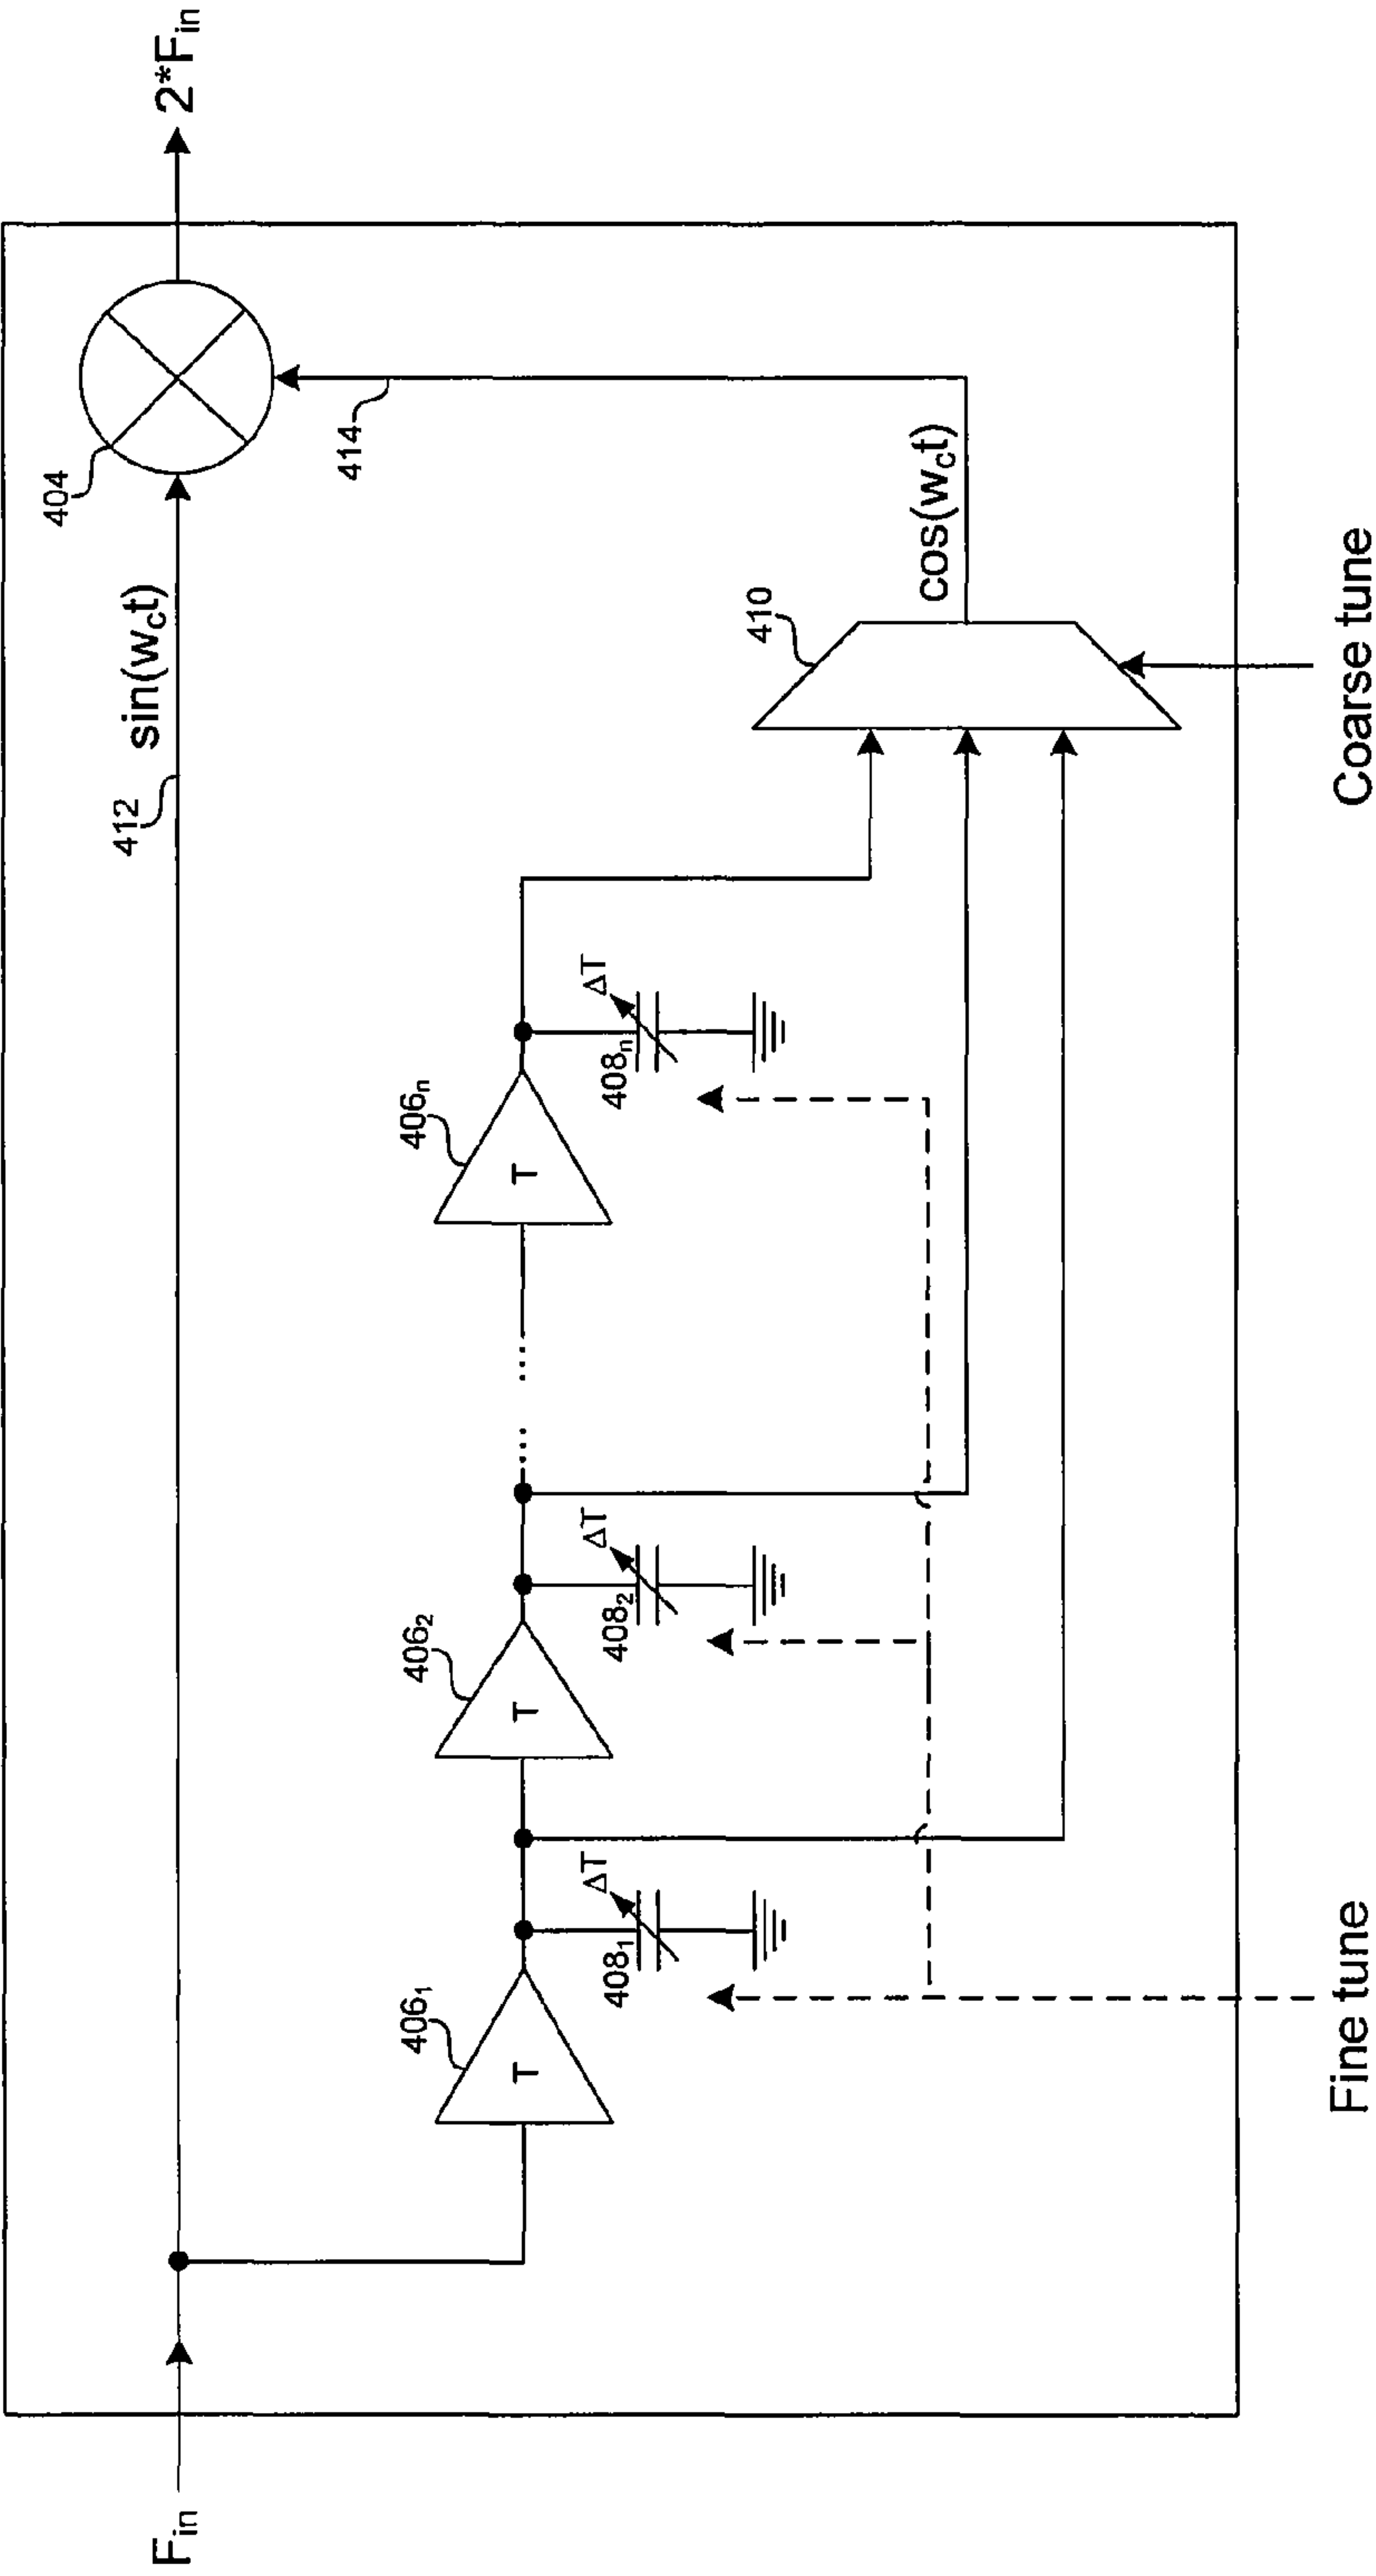 404
2*F_in
412
sin(w_ct)
414
406_1
T
406_2
T
...
...
406_n
T
408_1
ΔT
408_2
ΔT
408_n
ΔT
410
cos(w_ct)
F_in
Fine tune
Coarse tune